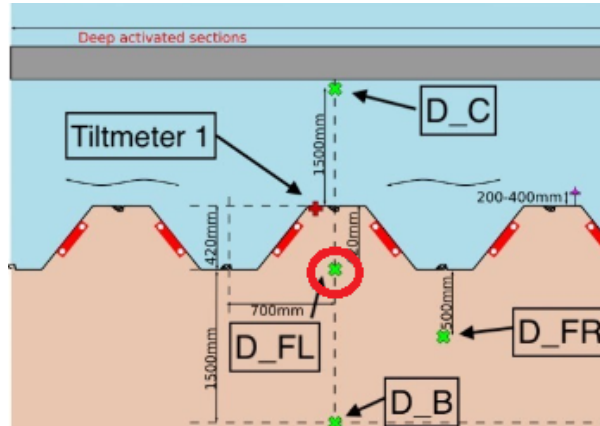 Deep activated sections
D_C
Tiltmeter 1
1500mm
200-400mm
420mm
700mm
500mm
D_FL
D_FR
1500mm
D_B